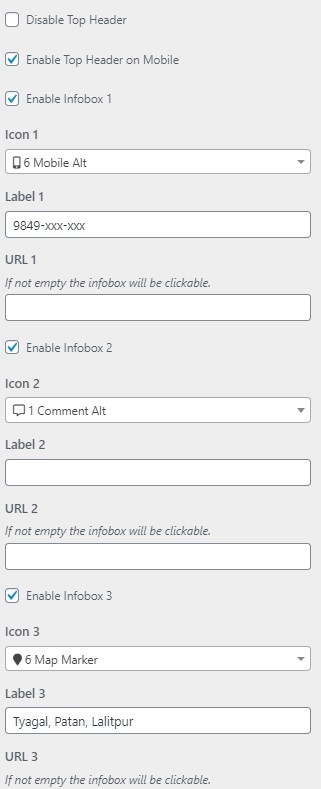 Disable Top Header
Enable Top Header on Mobile
Enable Infobox 1
Icon 1
6 Mobile Alt
Label 1
9849-xxx-xxx
URL 1
If not empty the infobox will be clickable.
Enable Infobox 2
Icon 2
1 Comment Alt
Label 2
URL 2
If not empty the infobox will be clickable.
Enable Infobox 3
Icon 3
6 Map Marker
Label 3
Tyagal, Patan, Lalitpur
URL 3
If not empty the infobox will be clickable.